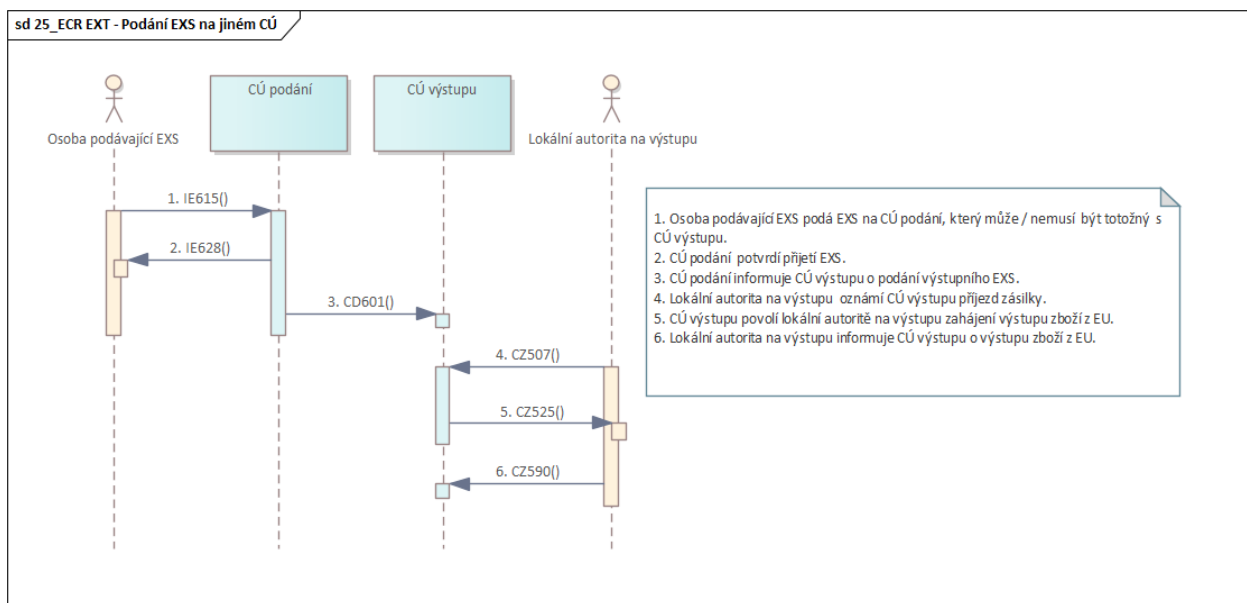 sd 25_ECR EXT - Podání EXS na jiném CÚ
CÚ podání
CÚ výstupu
Osoba podávající EXS
Lokální autorita na výstupu
1. IE615()
2. IE628()
3. CD601()
4. CZ507()
5. CZ525()
6. CZ590()
1. Osoba podávající EXS podá EXS na CÚ podání, který může / nemusí být totožný s
CÚ výstupu.
2. CÚ podání potvrdí přijetí EXS.
3. CÚ podání informuje CÚ výstupu o podání výstupního EXS.
4. Lokální autorita na výstupu oznámí CÚ výstupu příjezd zásilky.
5. CÚ výstupu povolí lokální autoritě na výstupu zahájení výstupu zboží z EU.
6. Lokální autorita na výstupu informuje CÚ výstupu o výstupu zboží z EU.